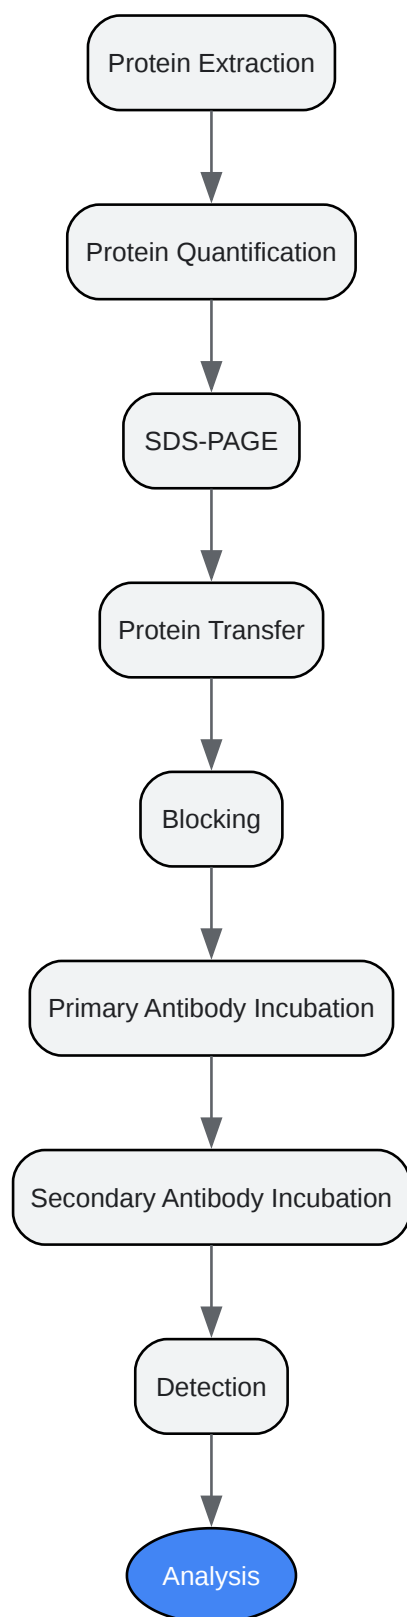 Protein Extraction
Protein Quantification
SDS-PAGE
Protein Transfer
Blocking
Primary Antibody Incubation
Secondary Antibody Incubation
Detection
Analysis